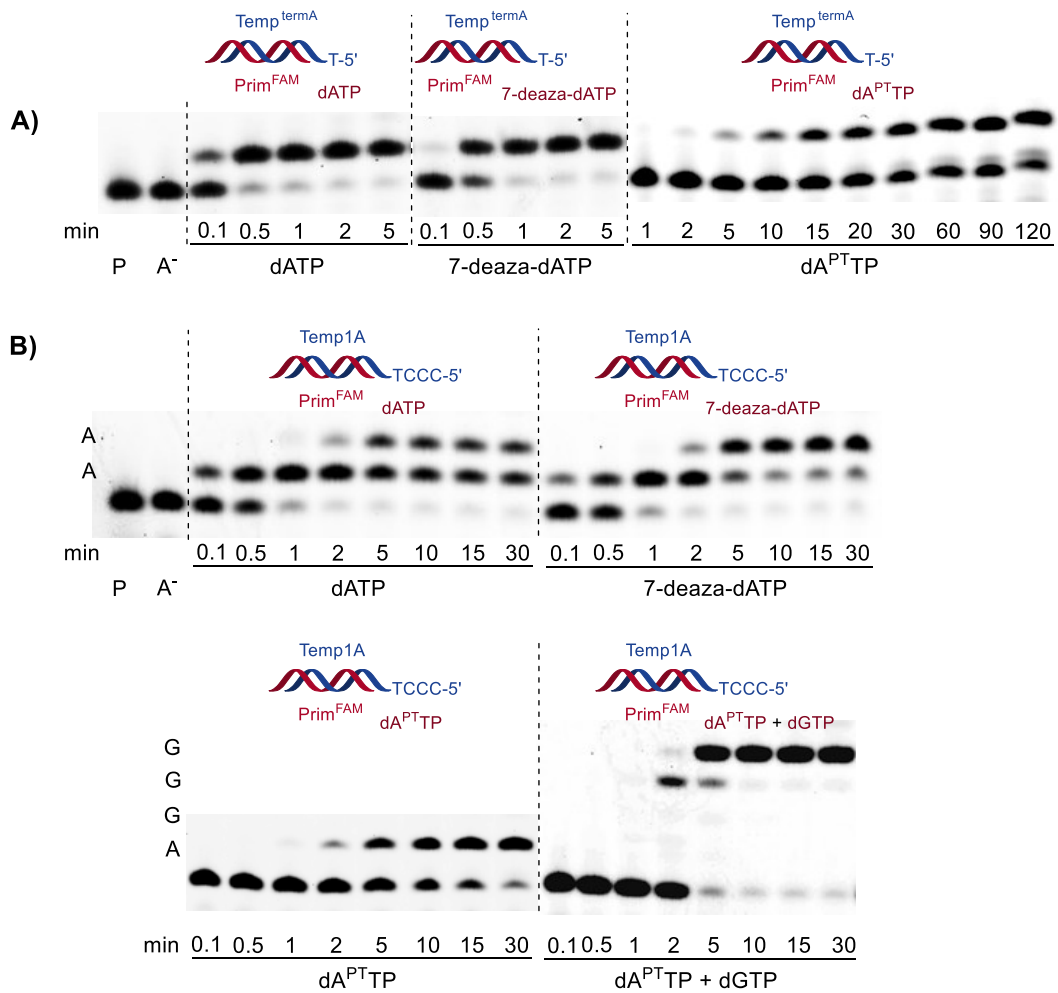 Temp^termA Temp^termA Temp^termA
T-5' T-5' T-5'
Prim^FAM dATP Prim^FAM 7-deaza-dATP Prim^FAM dA^PT TP
A)
min 0.1 0.5 1 2 5 0.1 0.5 1 2 5 1 2 5 10 15 20 30 60 90 120
P A^- dATP 7-deaza-dATP dA^PT TP
B)
Temp1A Temp1A
TCCC-5' TCCC-5'
Prim^FAM dATP Prim^FAM 7-deaza-dATP
A
A
min 0.1 0.5 1 2 5 10 15 30 0.1 0.5 1 2 5 10 15 30
P A^- dATP 7-deaza-dATP
Temp1A Temp1A
TCCC-5' TCCC-5'
Prim^FAM dA^PT TP Prim^FAM dA^PT TP + dGTP
G
G
G
A
min 0.1 0.5 1 2 5 10 15 30 0.1 0.5 1 2 5 10 15 30
dA^PT TP dA^PT TP + dGTP